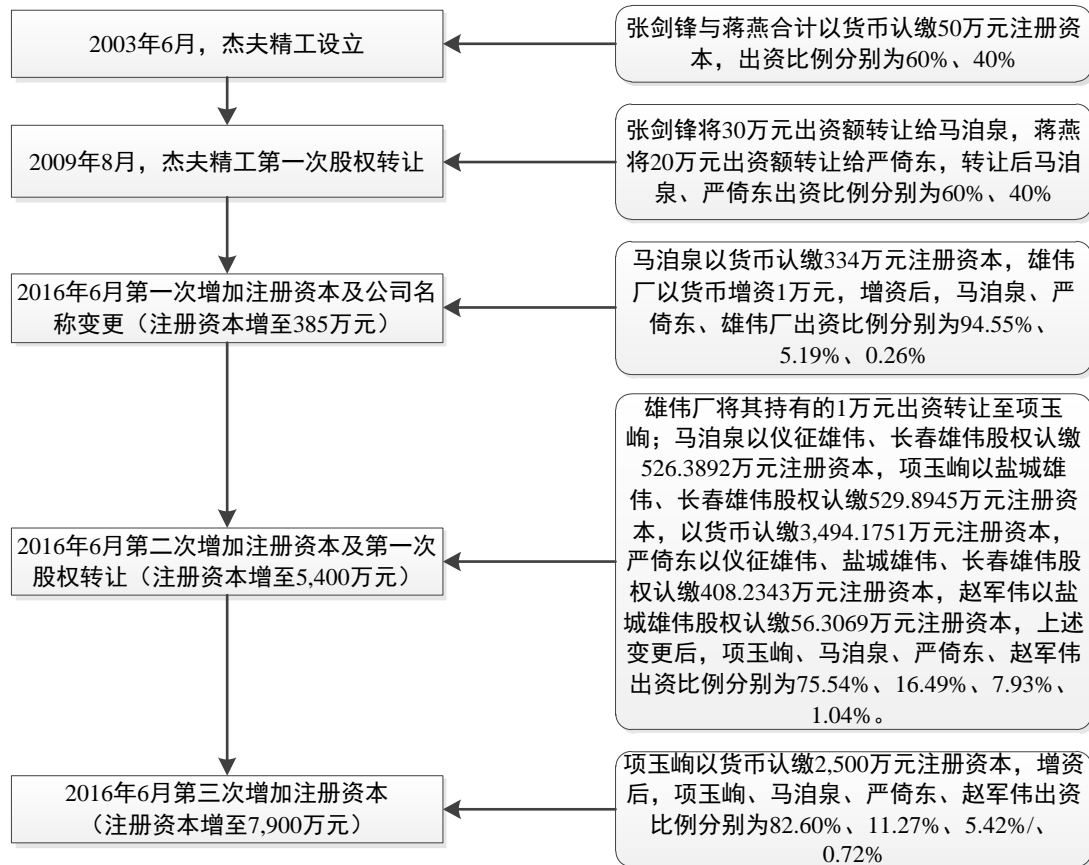 2003年6月，杰夫精工设立
张剑锋与蒋燕合计以货币认缴50万元注册资
本，出资比例分别为60%、40%
2009年8月，杰夫精工第一次股权转让
张剑锋将30万元出资额转让给马洎泉，蒋燕
将20万元出资额转让给严倚东，转让后马洎
泉、严倚东出资比例分别为60%、40%
2016年6月第一次增加注册资本及公司名
称变更（注册资本增至385万元）
马洎泉以货币认缴334万元注册资本，雄伟
厂以货币增资1万元，增资后，马洎泉、严
倚东、雄伟厂出资比例分别为94.55%、
5.19%、0.26%
2016年6月第二次增加注册资本及第一次
股权转让（注册资本增至5,400万元）
雄伟厂将其持有的1万元出资转让至项玉
峋；马洎泉以仪征雄伟、长春雄伟股权认缴
526.3892万元注册资本，项玉峋以盐城雄
伟、长春雄伟股权认缴529.8945万元注册资
本，以货币认缴3,494.1751万元注册资本，
严倚东以仪征雄伟、盐城雄伟、长春雄伟股
权认缴408.2343万元注册资本，赵军伟以盐
城雄伟股权认缴56.3069万元注册资本，上述
变更后，项玉峋、马洎泉、严倚东、赵军伟
出资比例分别为75.54%、16.49%、7.93%、
1.04%。
2016年6月第三次增加注册资本
（注册资本增至7,900万元）
项玉峋以货币认缴2,500万元注册资本，增资
后，项玉峋、马洎泉、严倚东、赵军伟出资
比例分别为82.60%、11.27%、5.42%/、
0.72%